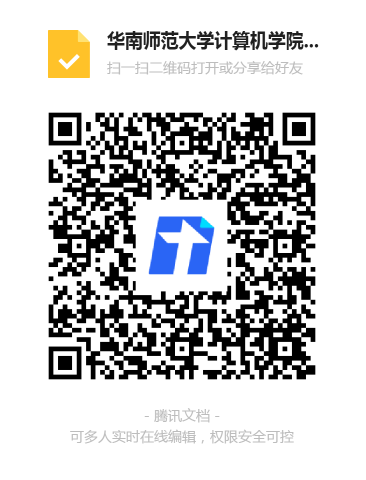 华南师范大学计算机学院...
扫一扫二维码打开或分享给好友
- 腾讯文档 -
可多人实时在线编辑，权限安全可控